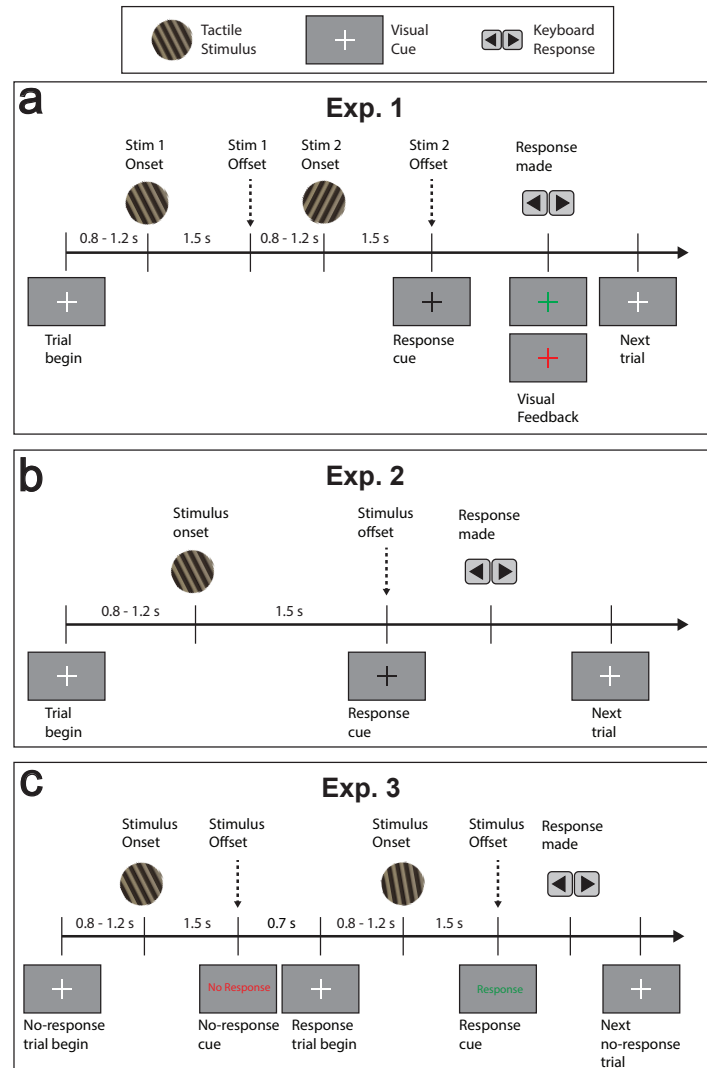 Tactile
Stimulus
Visual
Cue
Keyboard
Response
a
Exp. 1
Stim 1
Onset
Stim 1
Offset
Stim 2
Onset
Stim 2
Offset
Response
made
0.8 - 1.2 s
1.5 s
0.8 - 1.2 s
1.5 s
Trial
begin
Response
cue
Visual
Feedback
Next
trial
b
Exp. 2
Stimulus
onset
Stimulus
offset
Response
made
0.8 - 1.2 s
1.5 s
Trial
begin
Response
cue
Next
trial
c
Exp. 3
Stimulus
Onset
Stimulus
Offset
Stimulus
Onset
Stimulus
Offset
Response
made
0.8 - 1.2 s
1.5 s
0.7 s
0.8 - 1.2 s
1.5 s
No Response
Response
No-response
trial begin
No-response
cue
Response
trial begin
Response
cue
Next
no-response
trial